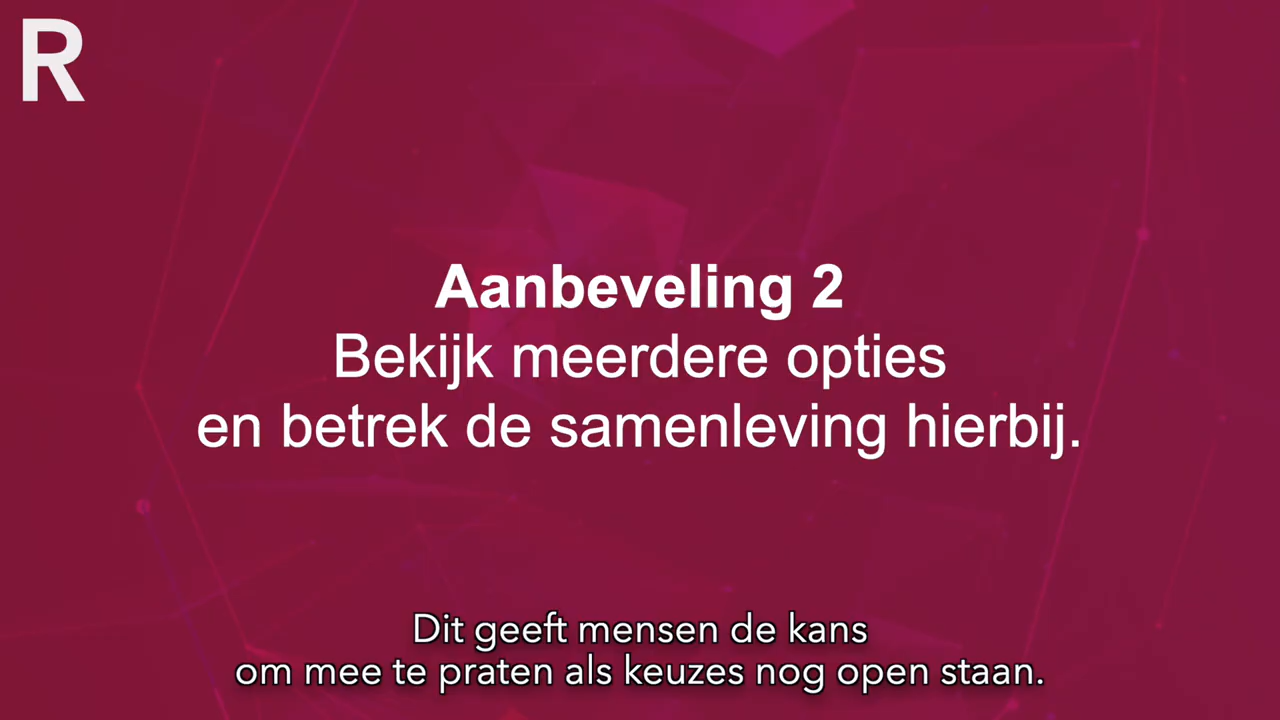 R
Aanbeveling 2
Bekijk meerdere opties
en betrek de samenleving hierbij.
Dit geeft mensen de kans
om mee te praten als keuzes nog open staan.